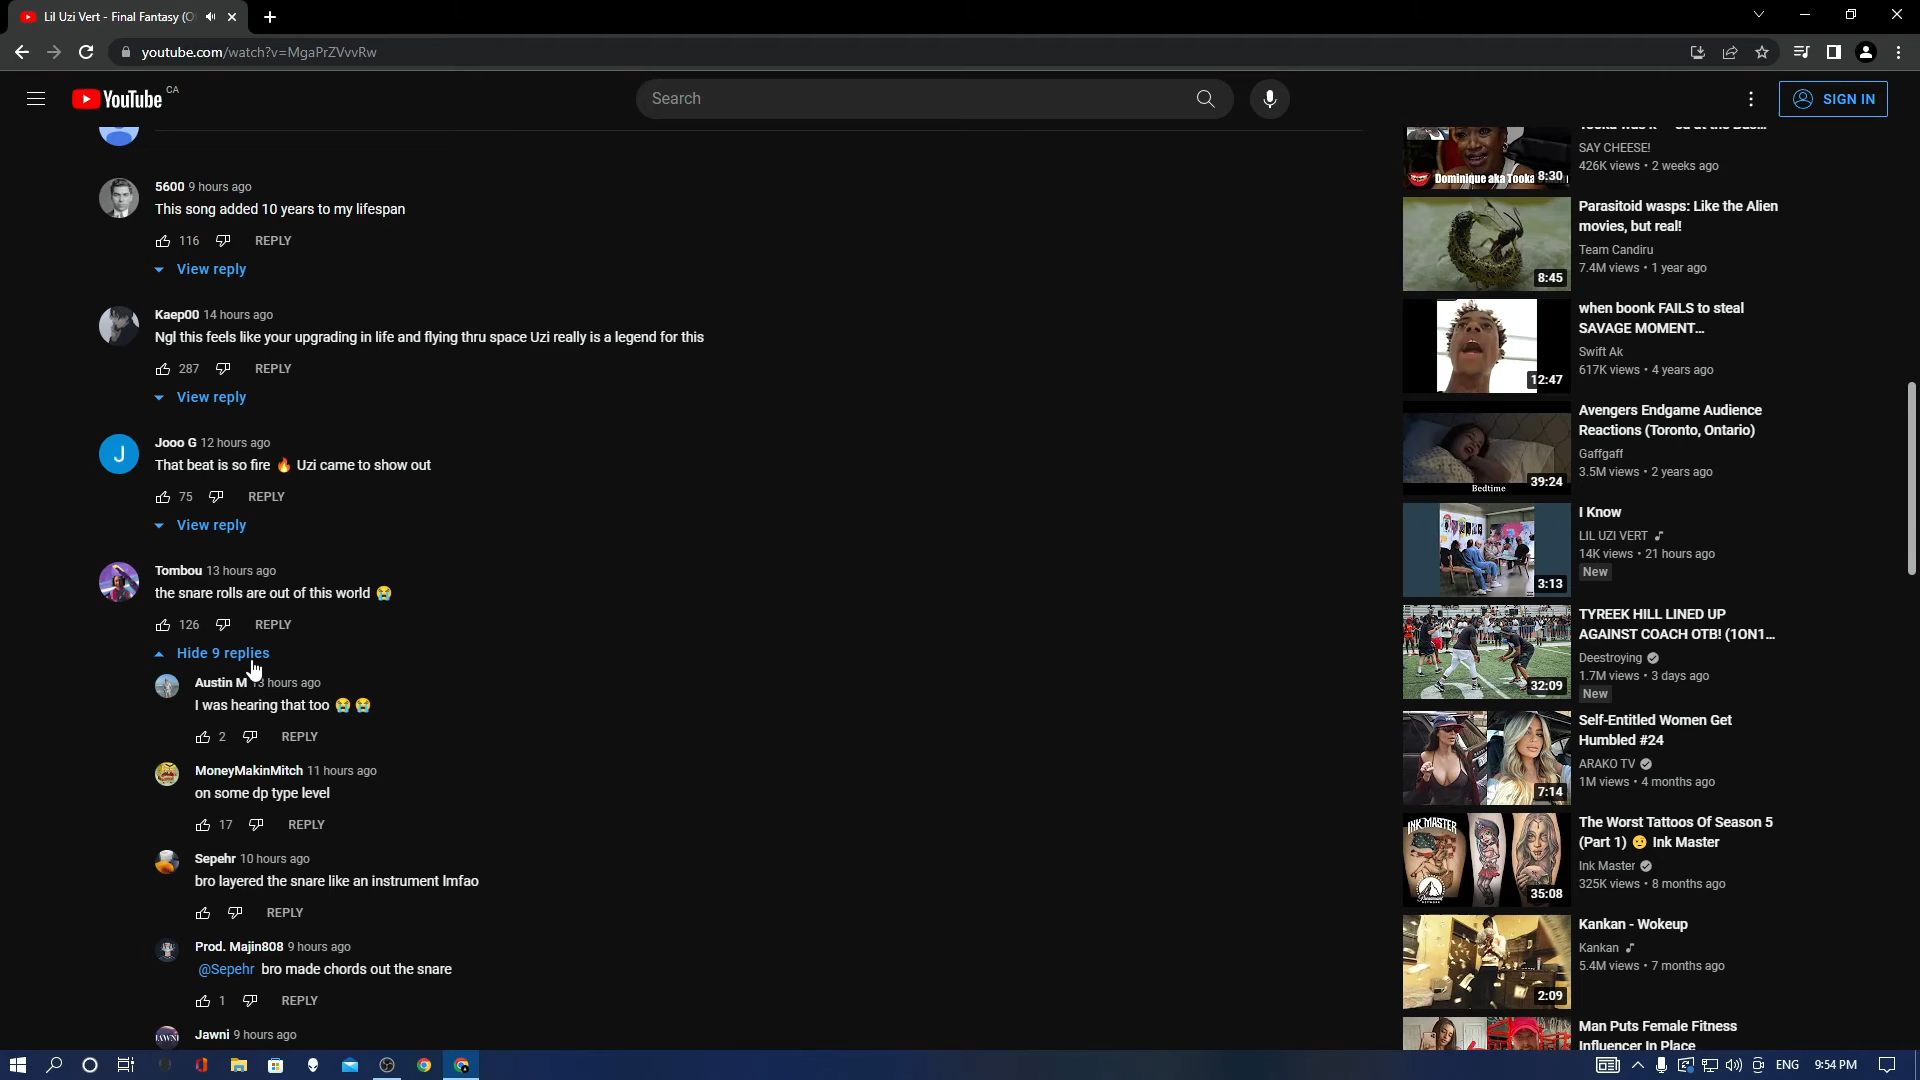 Lil Uzi Vert - Final Fantasy (O
youtube.com/watch?v=MgaPrZVvvRw
YouTube CA
Search
SIGN IN
5600 9 hours ago
This song added 10 years to my lifespan
116 REPLY
View reply
Kaep00 14 hours ago
Ngl this feels like your upgrading in life and flying thru space Uzi really is a legend for this
287 REPLY
View reply
Jooo G 12 hours ago
J
That beat is so fire 🔥 Uzi came to show out
75 REPLY
View reply
Tombou 13 hours ago
the snare rolls are out of this world 😭
126 REPLY
Hide 9 replies
Austin M 13 hours ago
I was hearing that too 😭😭
2 REPLY
MoneyMakinMitch 11 hours ago
on some dp type level
17 REPLY
Sepehr 10 hours ago
bro layered the snare like an instrument lmfao
REPLY
Prod. Majin808 9 hours ago
@Sepehr bro made chords out the snare
1 REPLY
JAWNI
Jawni 9 hours ago
Dominique aka Tooka
8:30
SAY CHEESE!
426K views • 2 weeks ago
8:45
Parasitoid wasps: Like the Alien
movies, but real!
Team Candiru
7.4M views • 1 year ago
12:47
when boonk FAILS to steal
SAVAGE MOMENT...
Swift Ak
617K views • 4 years ago
Bedtime
39:24
Avengers Endgame Audience
Reactions (Toronto, Ontario)
Gaffgaff
3.5M views • 2 years ago
3:13
I Know
LIL UZI VERT
14K views • 21 hours ago
New
32:09
TYREEK HILL LINED UP
AGAINST COACH OTB! (1ON1...
Deestroying
1.7M views • 3 days ago
New
7:14
Self-Entitled Women Get
Humbled #24
ARAKO TV
1M views • 4 months ago
INK MASTER
35:08
The Worst Tattoos Of Season 5
(Part 1) 😕 Ink Master
Ink Master
325K views • 8 months ago
2:09
Kankan - Wokeup
Kankan
5.4M views • 7 months ago
Man Puts Female Fitness
Influencer In Place
ENG
9:54 PM